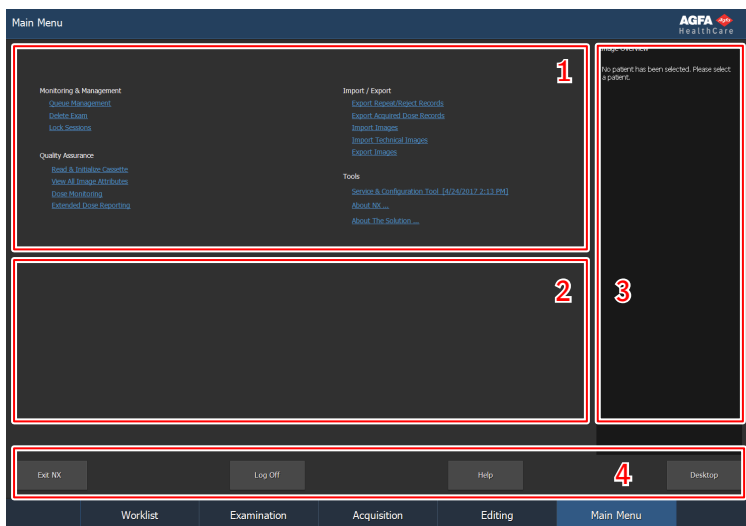 Main Menu
AGFA
HealthCare
Image Overview
No patient has been selected. Please select
a patient.
1
Monitoring & Management
Queue Management
Delete Exam
Lock Sessions
Quality Assurance
Read & Initialize Cassette
View All Image Attributes
Dose Monitoring
Extended Dose Reporting
Import / Export
Export Repeat/Reject Records
Export Acquired Dose Records
Import Images
Import Technical Images
Export Images
Tools
Service & Configuration Tool [4/24/2017 2:13 PM]
About NX ...
About The Solution ...
2
3
4
Exit NX
Log Off
Help
Desktop
Worklist
Examination
Acquisition
Editing
Main Menu